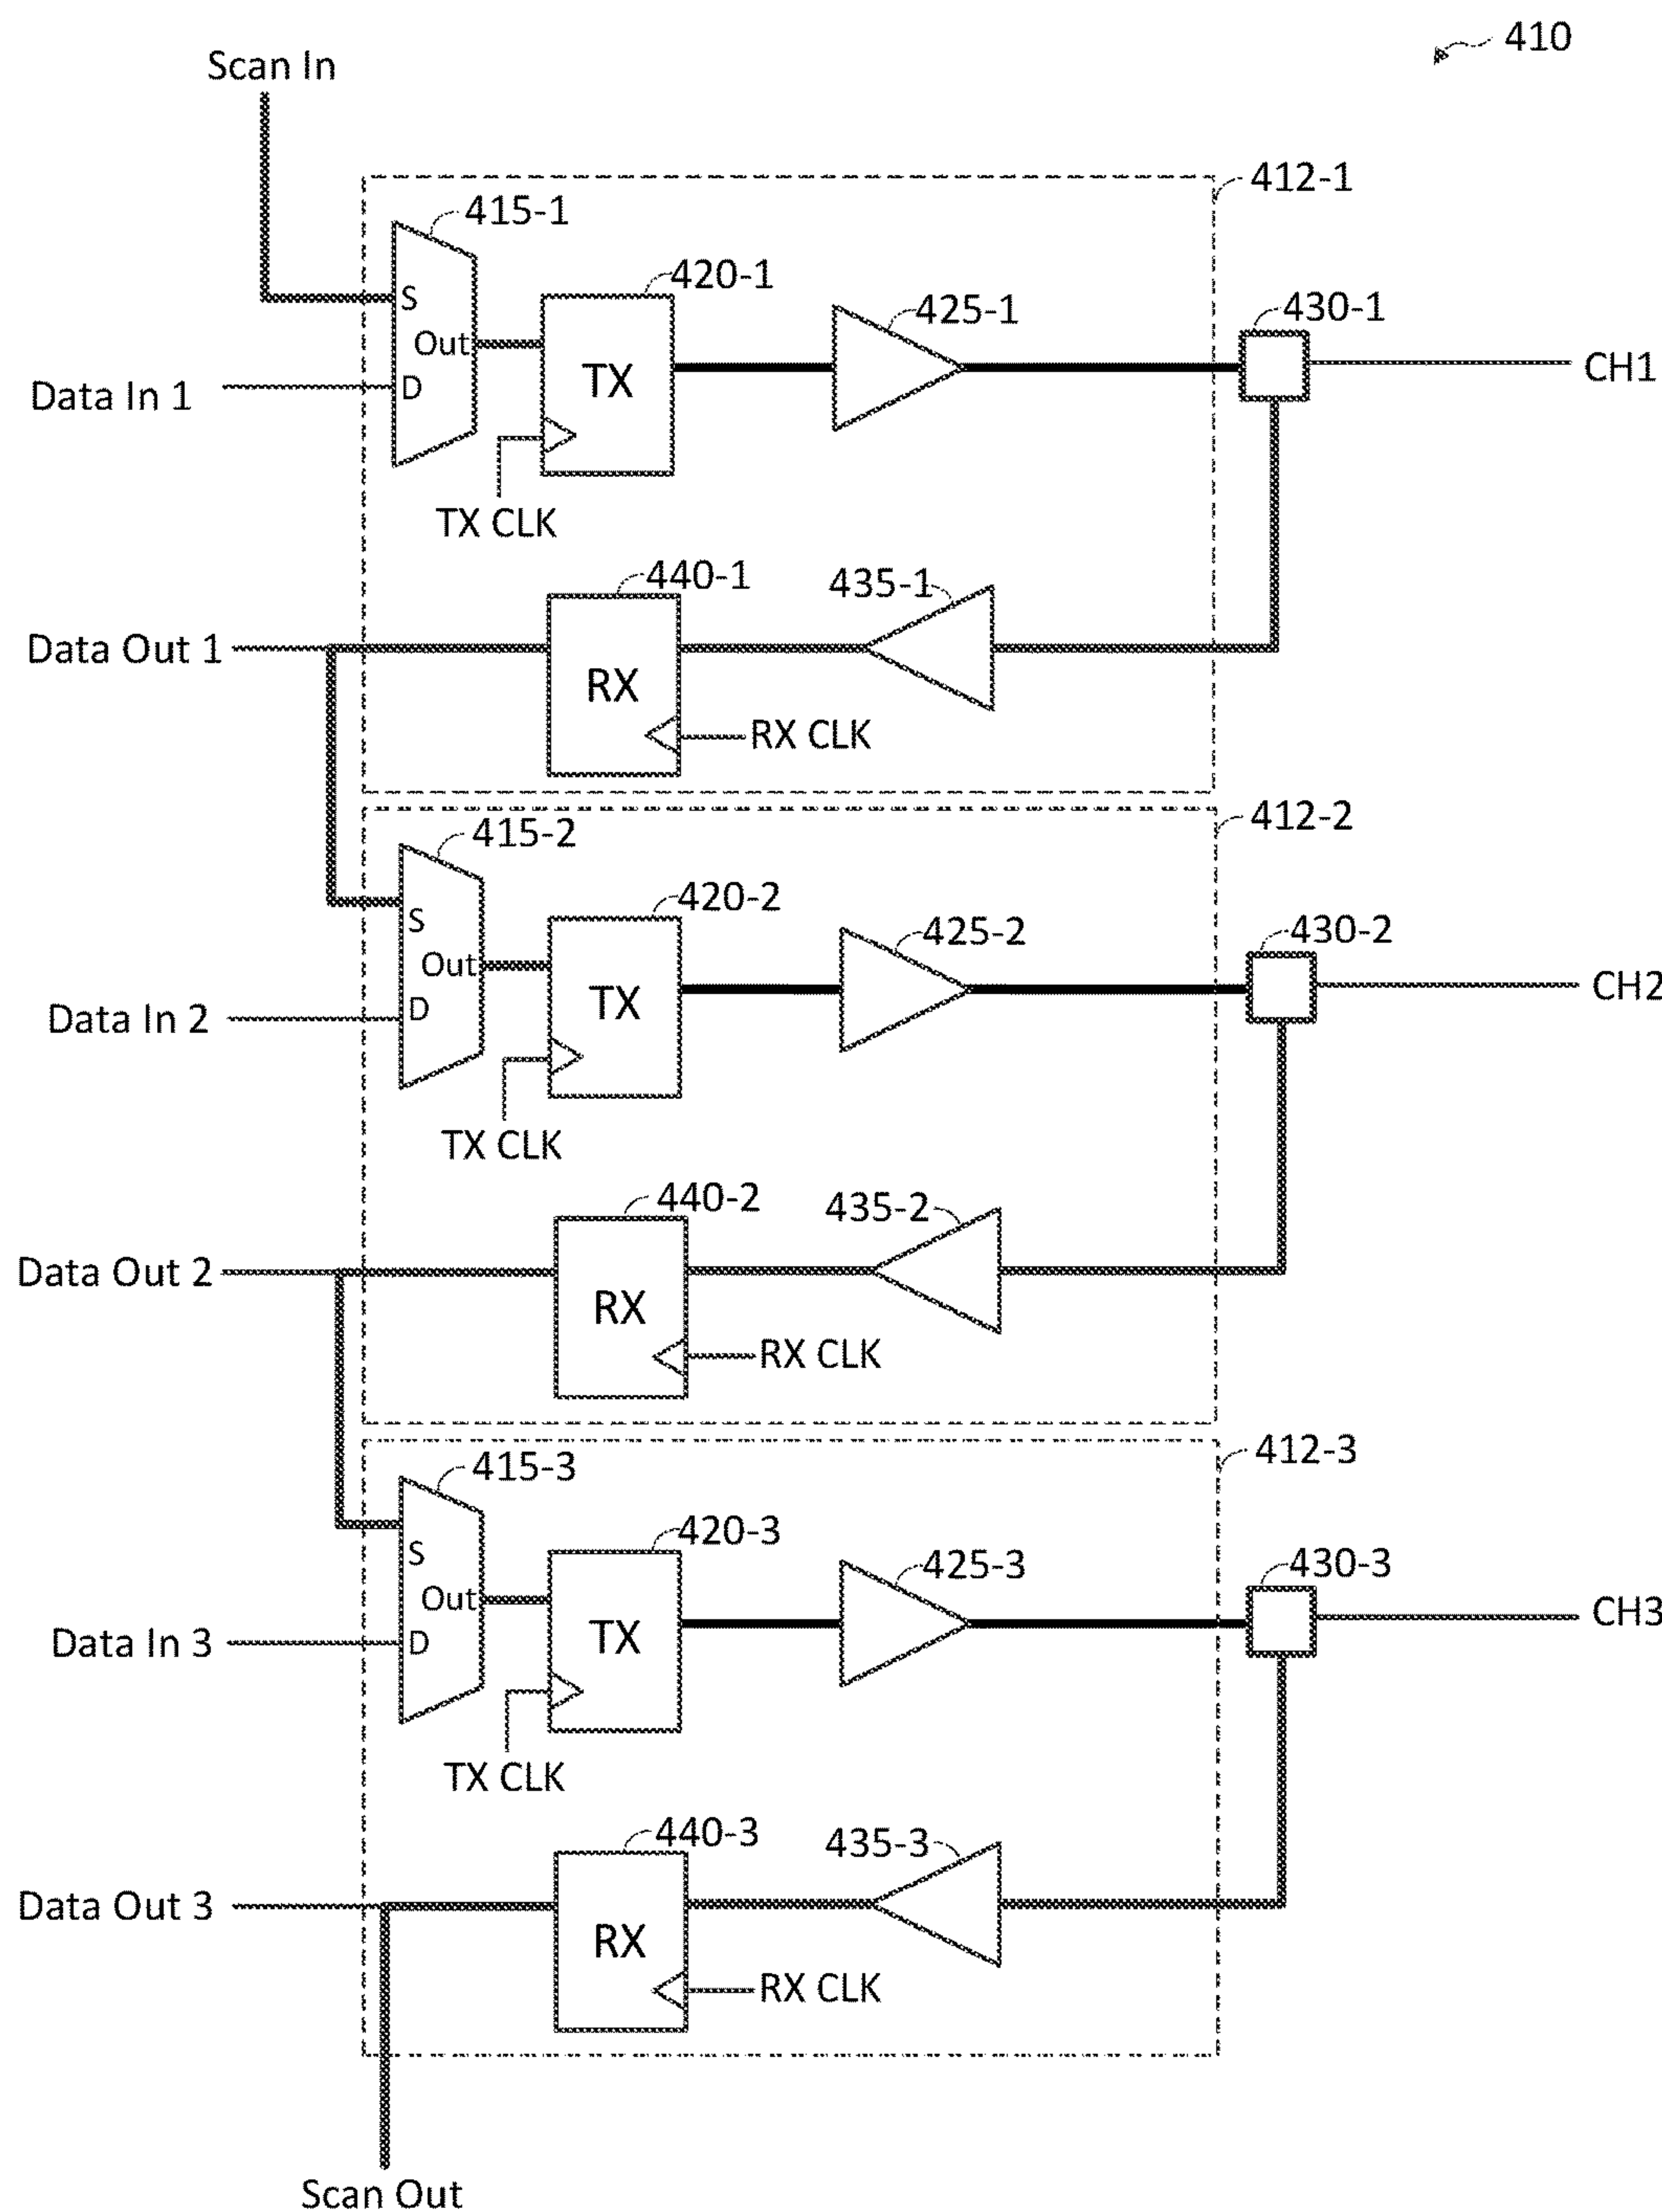 410
Scan In
412-1
415-1
420-1
425-1
430-1
S
Out
D
TX
CH1
Data In 1
TX CLK
440-1
435-1
Data Out 1
RX
RX CLK
412-2
415-2
420-2
425-2
430-2
S
Out
D
TX
CH2
Data In 2
TX CLK
440-2
435-2
Data Out 2
RX
RX CLK
412-3
415-3
420-3
425-3
430-3
S
Out
D
TX
CH3
Data In 3
TX CLK
440-3
435-3
Data Out 3
RX
RX CLK
Scan Out